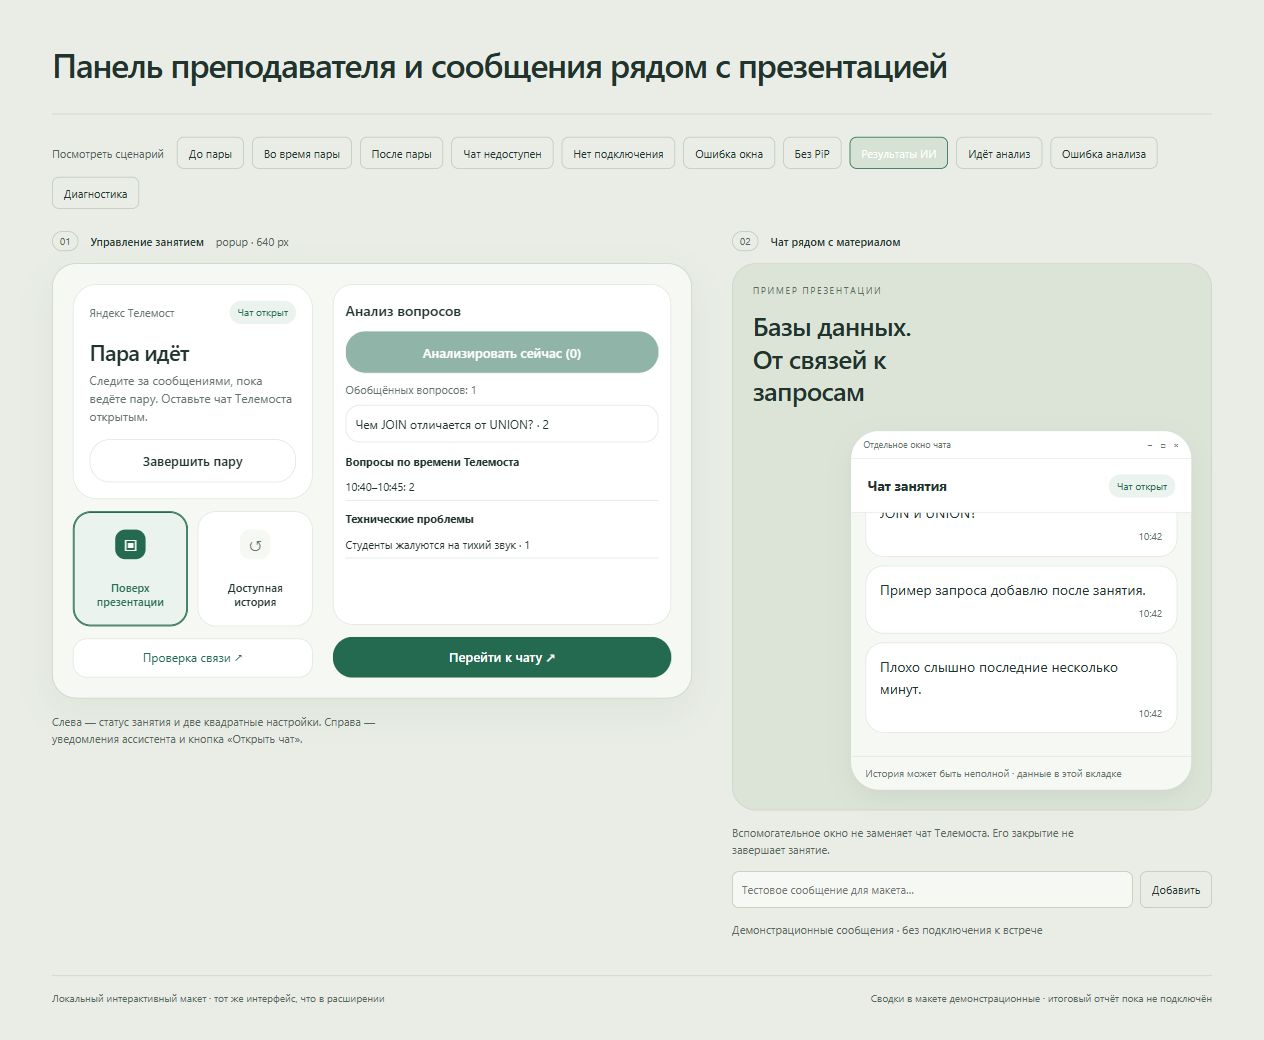 Панель преподавателя и сообщения рядом с презентацией
Посмотреть сценарий
До пары
Во время пары
После пары
Чат недоступен
Нет подключения
Ошибка окна
Без PiP
Результаты ИИ
Идёт анализ
Ошибка анализа
Диагностика
01 Управление занятием popup · 640 px
Яндекс Телемост
Чат открыт
Пара идёт
Следите за сообщениями, пока
ведёте пару. Оставьте чат Телемоста
открытым.
Завершить пару
Поверх
презентации
Доступная
история
Проверка связи ↗
Анализ вопросов
Анализировать сейчас (0)
Обобщённых вопросов: 1
Чем JOIN отличается от UNION? · 2
Вопросы по времени Телемоста
10:40–10:45: 2
Технические проблемы
Студенты жалуются на тихий звук · 1
Перейти к чату ↗
Слева — статус занятия и две квадратные настройки. Справа —
уведомления ассистента и кнопка «Открыть чат».
02 Чат рядом с материалом
ПРИМЕР ПРЕЗЕНТАЦИИ
Базы данных.
От связей к
запросам
Отдельное окно чата
Чат занятия
Чат открыт
JOIN и UNION?
10:42
Пример запроса добавлю после занятия.
10:42
Плохо слышно последние несколько
минут.
10:42
История может быть неполной · данные в этой вкладке
Вспомогательное окно не заменяет чат Телемоста. Его закрытие не
завершает занятие.
Тестовое сообщение для макета…
Добавить
Демонстрационные сообщения · без подключения к встрече
Локальный интерактивный макет · тот же интерфейс, что в расширении
Сводки в макете демонстрационные · итоговый отчёт пока не подключён